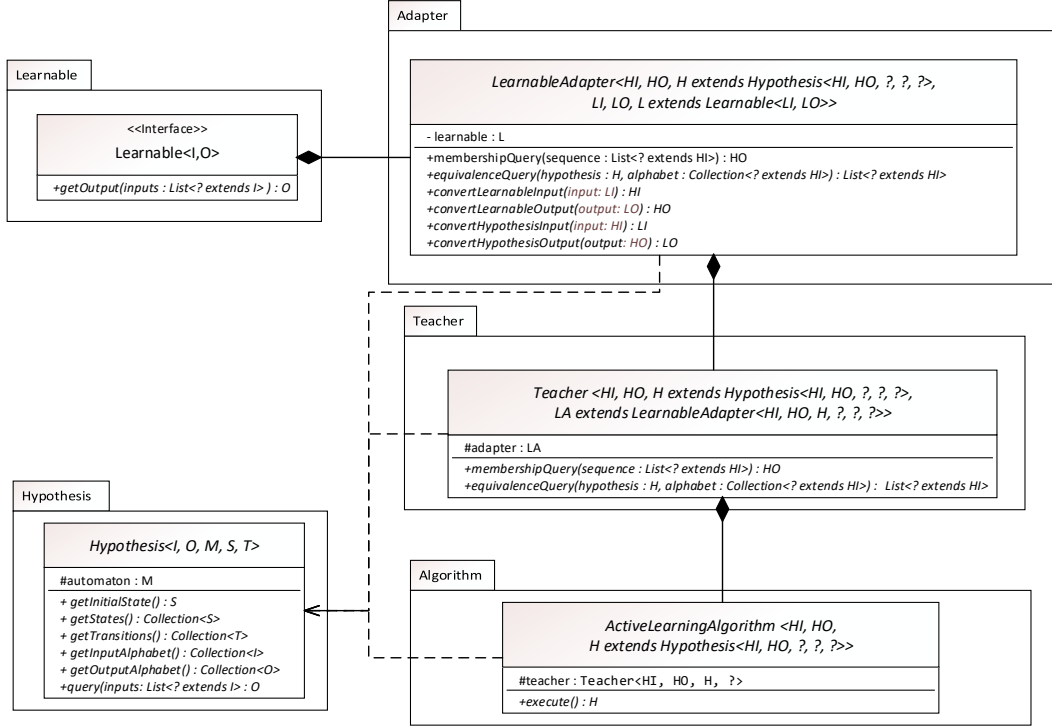 Adapter
LearnableAdapter<HI, HO, H extends Hypothesis<HI, HO, ?, ?, ?>,
LI, LO, L extends Learnable<LI, LO>>
- learnable : L
+membershipQuery(sequence : List<? extends HI>) : HO
+equivalenceQuery(hypothesis : H, alphabet : Collection<? extends HI>) : List<? extends HI>
+convertLearnableInput(input: LI) : HI
+convertLearnableOutput(output: LO) : HO
+convertHypothesisInput(input: HI) : LI
+convertHypothesisOutput(output: HO) : LO
Learnable
<<Interface>>
Learnable<I,O>
+getOutput(inputs : List<? extends I> ) : O
Teacher
Teacher <HI, HO, H extends Hypothesis<HI, HO, ?, ?, ?>,
LA extends LearnableAdapter<HI, HO, H, ?, ?, ?>>
#adapter : LA
+membershipQuery(sequence : List<? extends HI>) : HO
+equivalenceQuery(hypothesis : H, alphabet : Collection<? extends HI>) : List<? extends HI>
Hypothesis
Hypothesis<I, O, M, S, T>
#automaton : M
+ getInitialState() : S
+ getStates() : Collection<S>
+ getTransitions() : Collection<T>
+ getInputAlphabet() : Collection<I>
+ getOutputAlphabet() : Collection<O>
+query(inputs: List<? extends I> : O
Algorithm
ActiveLearningAlgorithm <HI, HO,
H extends Hypothesis<HI, HO, ?, ?, ?>>
#teacher : Teacher<HI, HO, H, ?>
+execute() : H